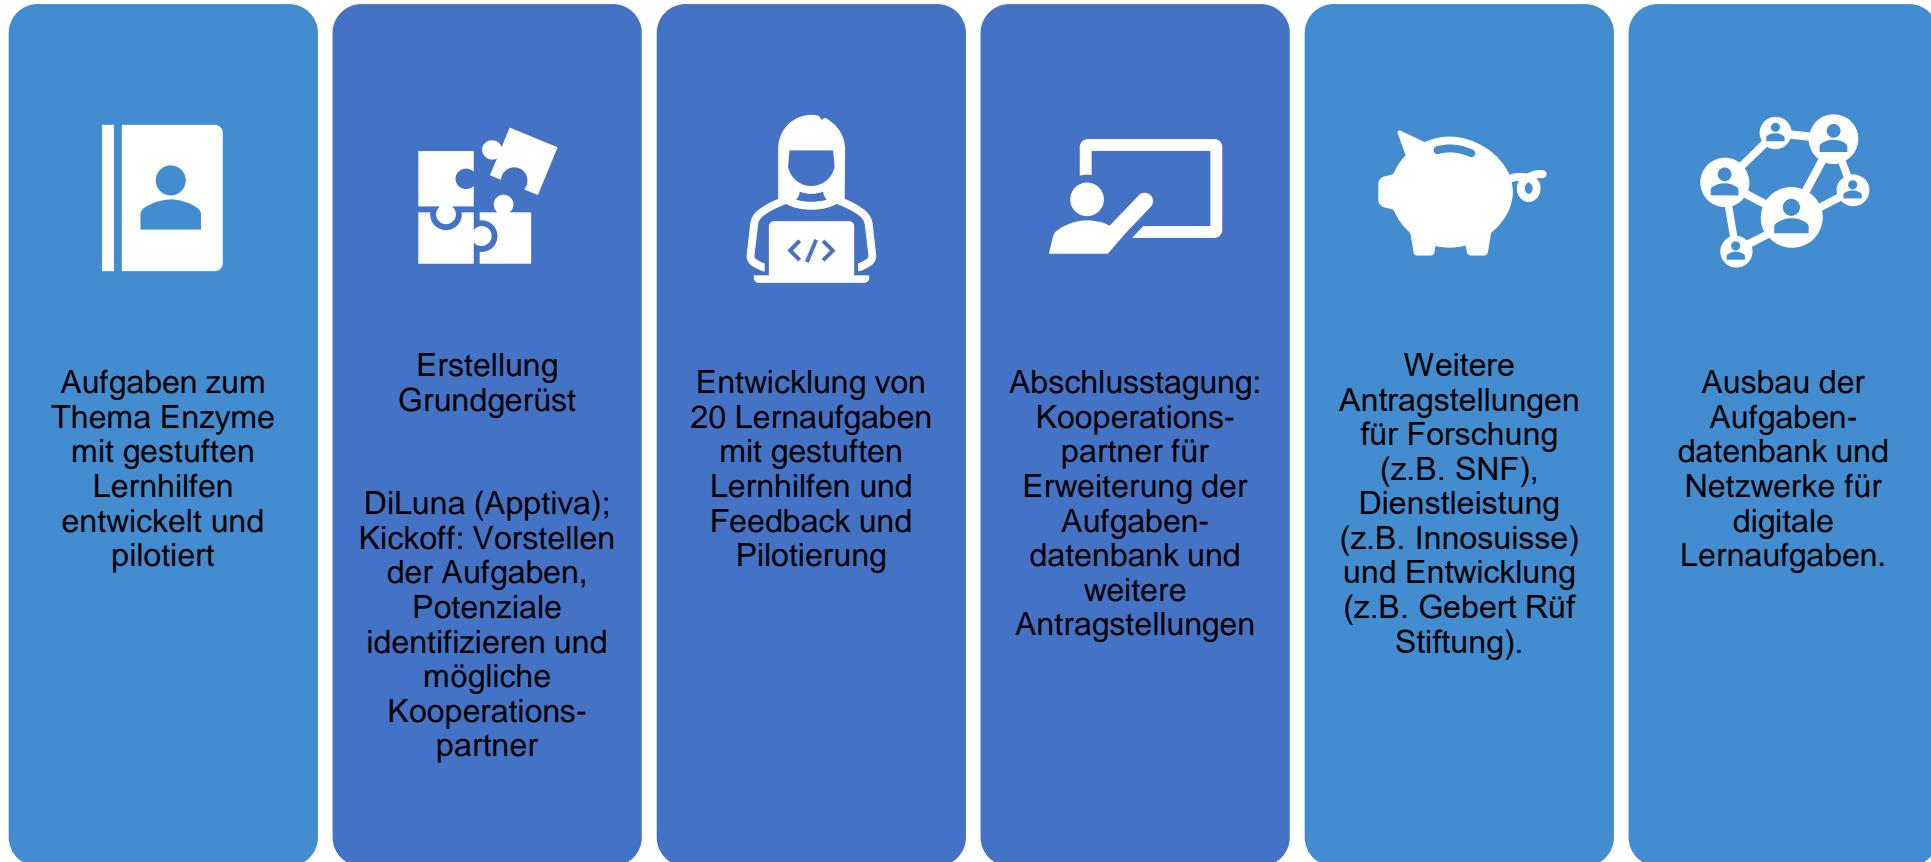 Aufgaben zum
Thema Enzyme
mit gestuften
Lernhilfen
entwickelt und
pilotiert
Erstellung
Grundgerüst
DiLuna (Apptiva);
Kickoff: Vorstellen
der Aufgaben,
Potenziale
identifizieren und
mögliche
Kooperations-
partner
</>
Entwicklung von
20 Lernaufgaben
mit gestuften
Lernhilfen und
Feedback und
Pilotierung
Abschlusstagung:
Kooperations-
partner für
Erweiterung der
Aufgaben-
datenbank und
weitere
Antragstellungen
Weitere
Antragstellungen
für Forschung
(z.B. SNF),
Dienstleistung
(z.B. Innosuisse)
und Entwicklung
(z.B. Gebert Rüf
Stiftung).
Ausbau der
Aufgaben-
datenbank und
Netzwerke für
digitale
Lernaufgaben.